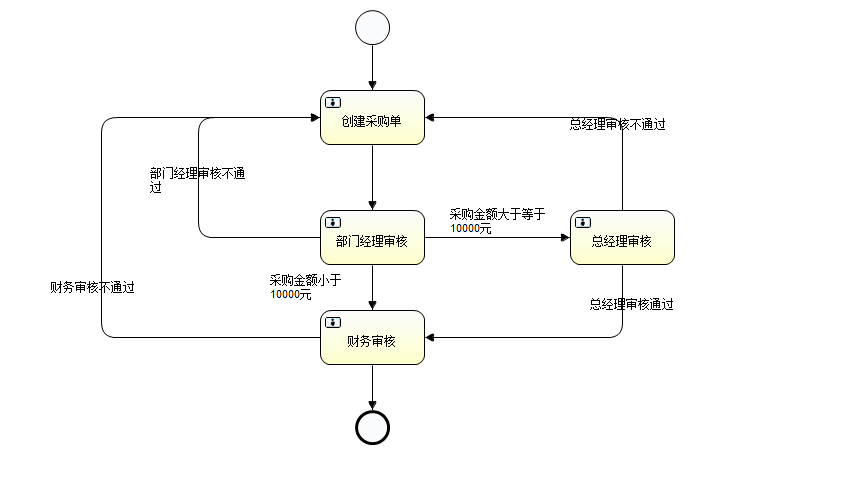 创建采购单
总经理审核不通过
部门经理审核不通
过
采购金额大于等于
10000元
部门经理审核
总经理审核
采购金额小于
10000元
财务审核不通过
总经理审核通过
财务审核